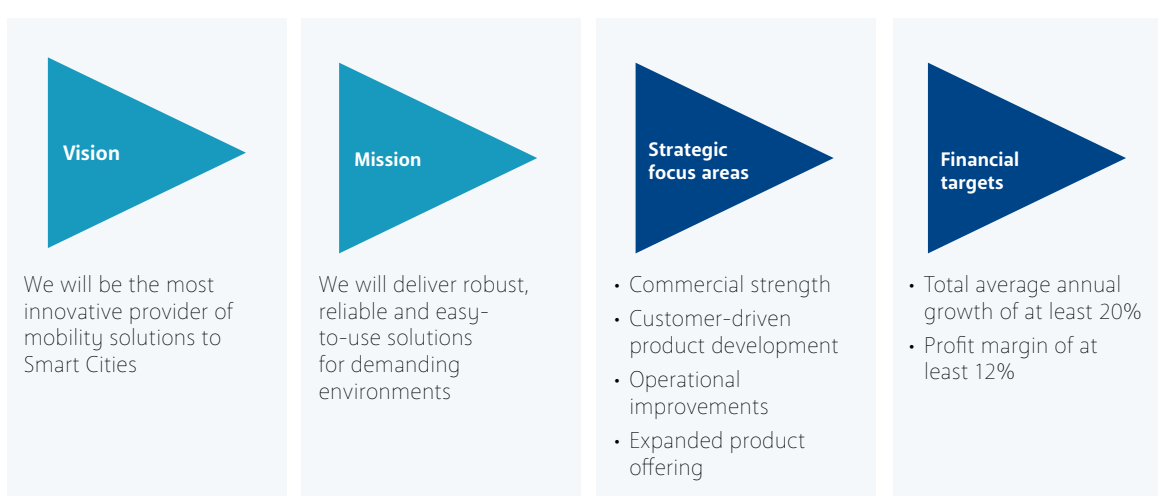 Vision
We will be the most
innovative provider of
mobility solutions to
Smart Cities
Mission
We will deliver robust,
reliable and easy-
to-use solutions
for demanding
environments
Strategic
focus areas
• Commercial strength
• Customer-driven
product development
• Operational
improvements
• Expanded product
offering
Financial
targets
• Total average annual
growth of at least 20%
• Profit margin of at
least 12%